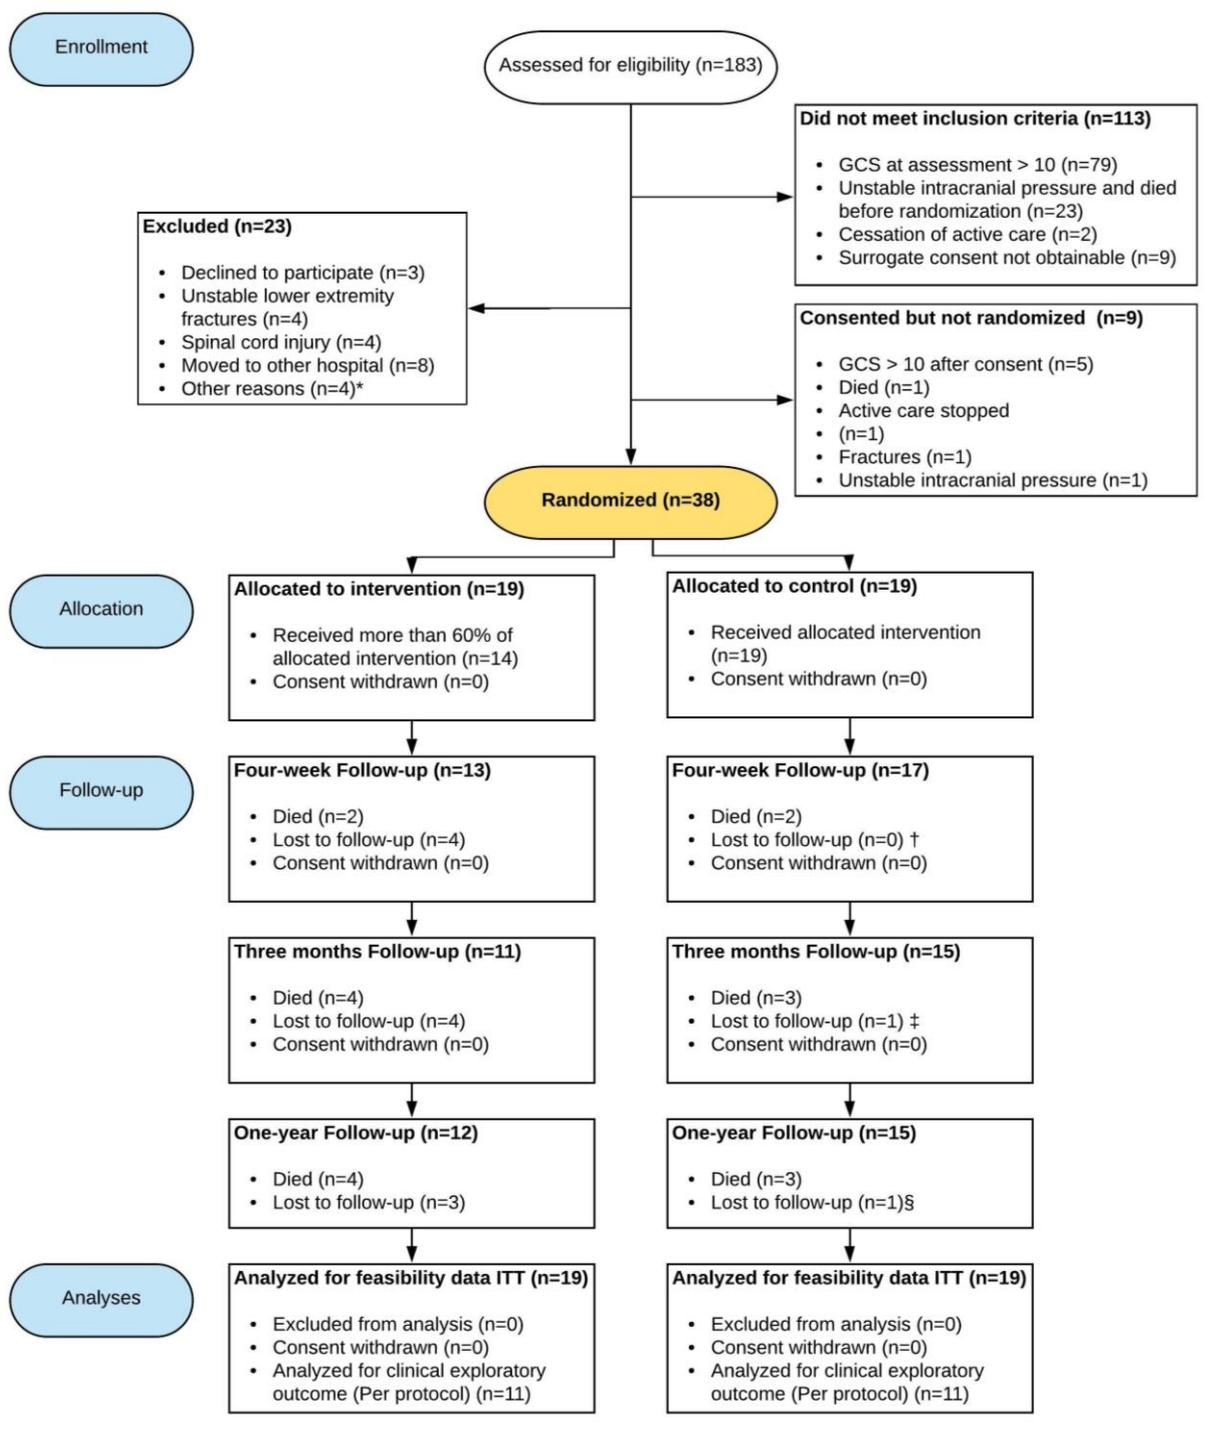 Enrollment
Assessed for eligibility (n=183)
Did not meet inclusion criteria (n=113)
• GCS at assessment > 10 (n=79)
• Unstable intracranial pressure and died
before randomization (n=23)
• Cessation of active care (n=2)
• Surrogate consent not obtainable (n=9)
Excluded (n=23)
• Declined to participate (n=3)
• Unstable lower extremity
fractures (n=4)
• Spinal cord injury (n=4)
• Moved to other hospital (n=8)
• Other reasons (n=4)*
Consented but not randomized (n=9)
• GCS > 10 after consent (n=5)
• Died (n=1)
• Active care stopped
• (n=1)
• Fractures (n=1)
• Unstable intracranial pressure (n=1)
Randomized (n=38)
Allocation
Allocated to intervention (n=19)
• Received more than 60% of
allocated intervention (n=14)
• Consent withdrawn (n=0)
Allocated to control (n=19)
• Received allocated intervention
(n=19)
• Consent withdrawn (n=0)
Follow-up
Four-week Follow-up (n=13)
• Died (n=2)
• Lost to follow-up (n=4)
• Consent withdrawn (n=0)
Four-week Follow-up (n=17)
• Died (n=2)
• Lost to follow-up (n=0) †
• Consent withdrawn (n=0)
Three months Follow-up (n=11)
• Died (n=4)
• Lost to follow-up (n=4)
• Consent withdrawn (n=0)
Three months Follow-up (n=15)
• Died (n=3)
• Lost to follow-up (n=1) ‡
• Consent withdrawn (n=0)
One-year Follow-up (n=12)
• Died (n=4)
• Lost to follow-up (n=3)
One-year Follow-up (n=15)
• Died (n=3)
• Lost to follow-up (n=1)§
Analyses
Analyzed for feasibility data ITT (n=19)
• Excluded from analysis (n=0)
• Consent withdrawn (n=0)
• Analyzed for clinical exploratory
outcome (Per protocol) (n=11)
Analyzed for feasibility data ITT (n=19)
• Excluded from analysis (n=0)
• Consent withdrawn (n=0)
• Analyzed for clinical exploratory
outcome (Per protocol) (n=11)